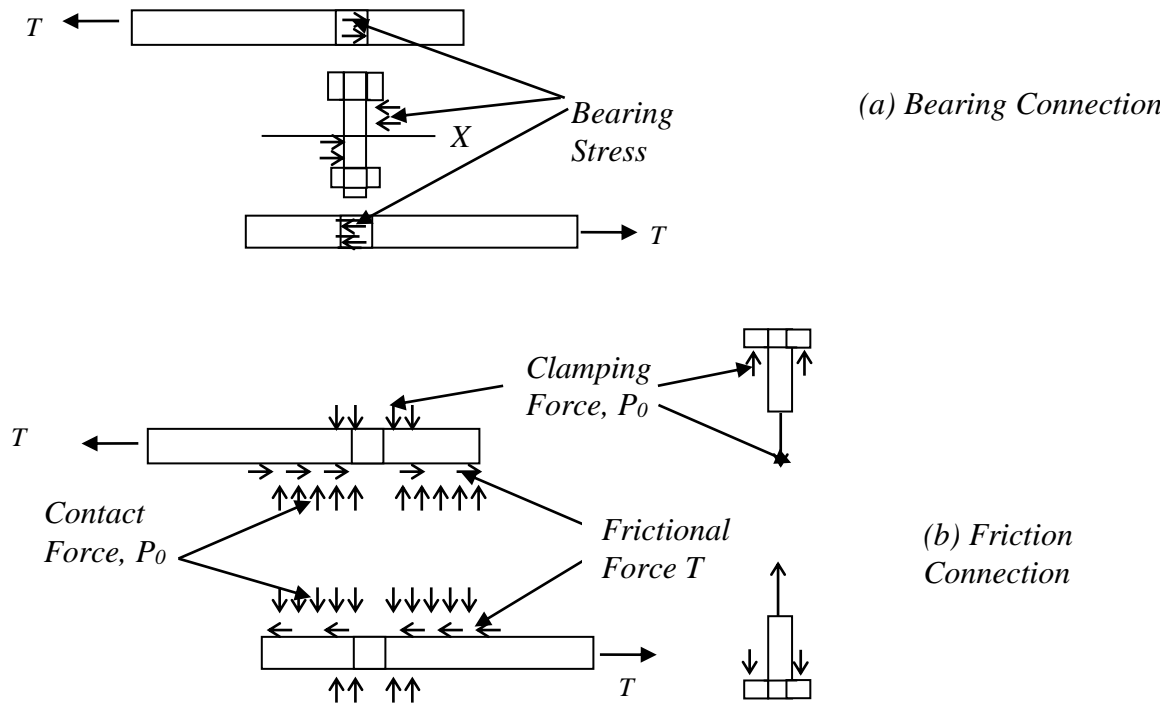 T
Bearing
Stress
X
(a) Bearing Connection
T
Clamping
Force, P0
T
Contact
Force, P0
Frictional
Force T
(b) Friction
Connection
T